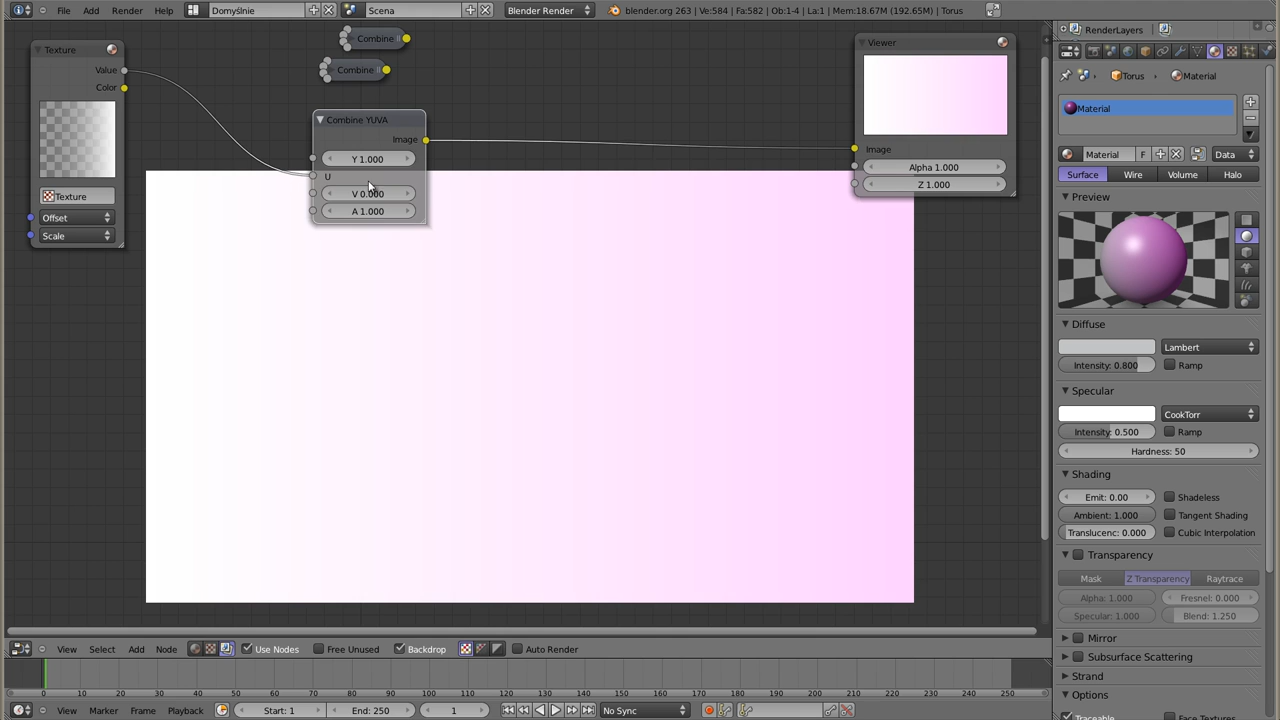 File Add Render Help Domyślnie Scena Blender Render blender.org 263 | Ve:584 | Fa:582 | Ob:1-4 | La:1 | Mem:18.67M (192.65M) | Torus
RenderLayers
Torus Material
Material
Material F Data
Surface Wire Volume Halo
Preview
Diffuse
Lambert
Intensity: 0.800 Ramp
Specular
CookTorr
Intensity: 0.500 Ramp
Hardness: 50
Shading
Emit: 0.00 Shadeless
Ambient: 1.000 Tangent Shading
Translucenc: 0.000 Cubic Interpolation
Transparency
Mask Z Transparency Raytrace
Alpha: 1.000 Fresnel: 0.000
Specular: 1.000 Blend: 1.250
Mirror
Subsurface Scattering
Strand
Options
Traceable Face Textures
Texture
Value
Color
Texture
Offset
Scale
Combine
Combine
Combine YUVA
Image
Y 1.000
U
V 0.000
A 1.000
Viewer
Image
Alpha 1.000
Z 1.000
View Select Add Node Use Nodes Free Unused Backdrop Auto Render
0 10 20 30 40 50 60 70 80 90 100 110 120 130 140 150 160 170 180 190 200 210 220 230 240 250
View Marker Frame Playback Start: 1 End: 250 1 No Sync